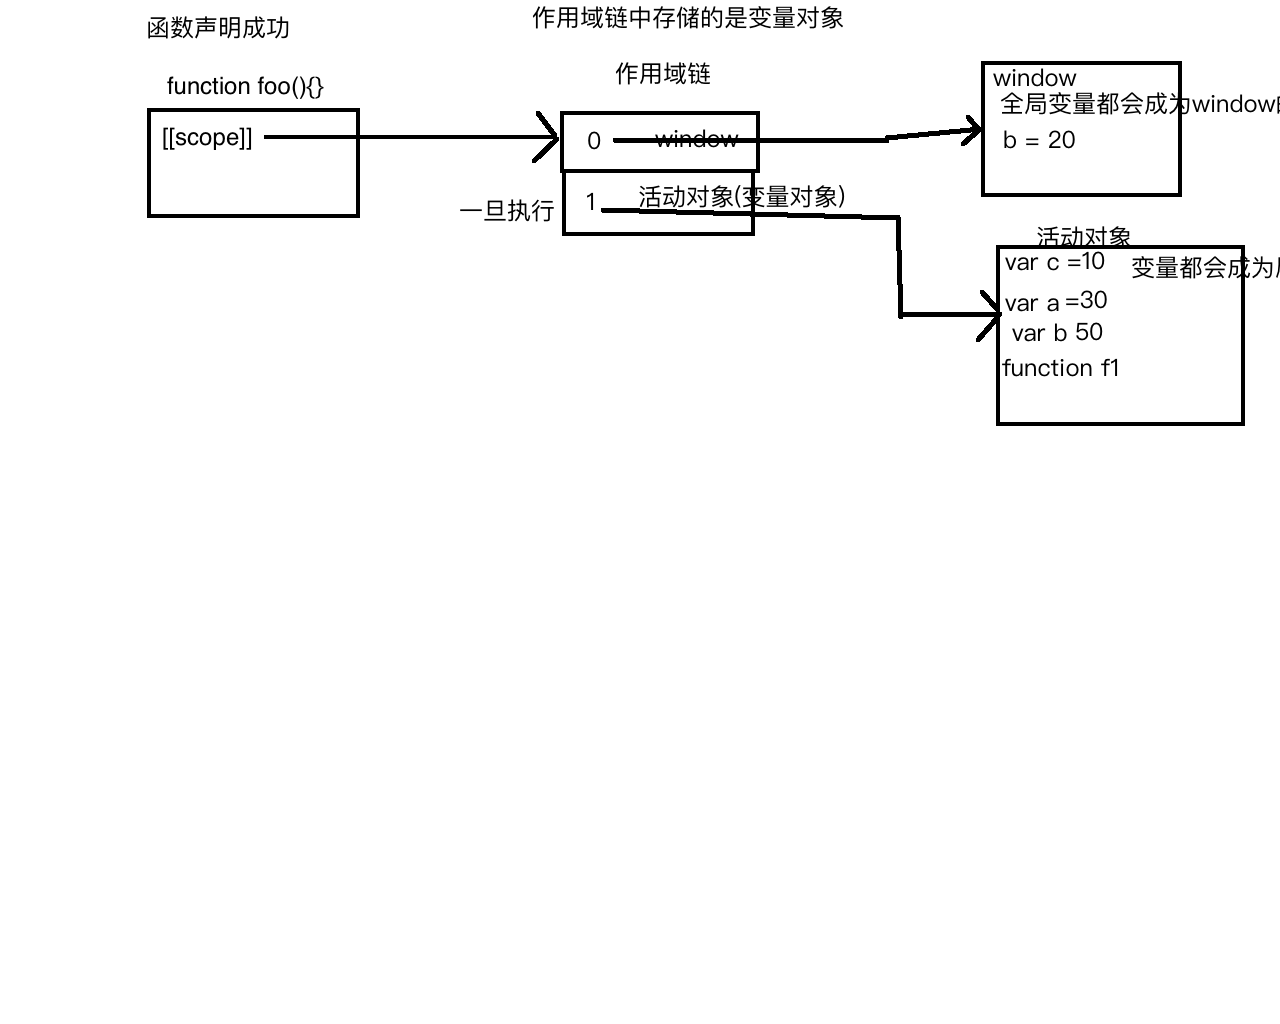 函数声明成功
作用域链中存储的是变量对象
作用域链
function foo(){}
[[scope]]
0 window
一旦执行
1 活动对象(变量对象)
window
全局变量都会成为window
b = 20
活动对象
var c =10
变量都会成为
var a =30
var b 50
function f1